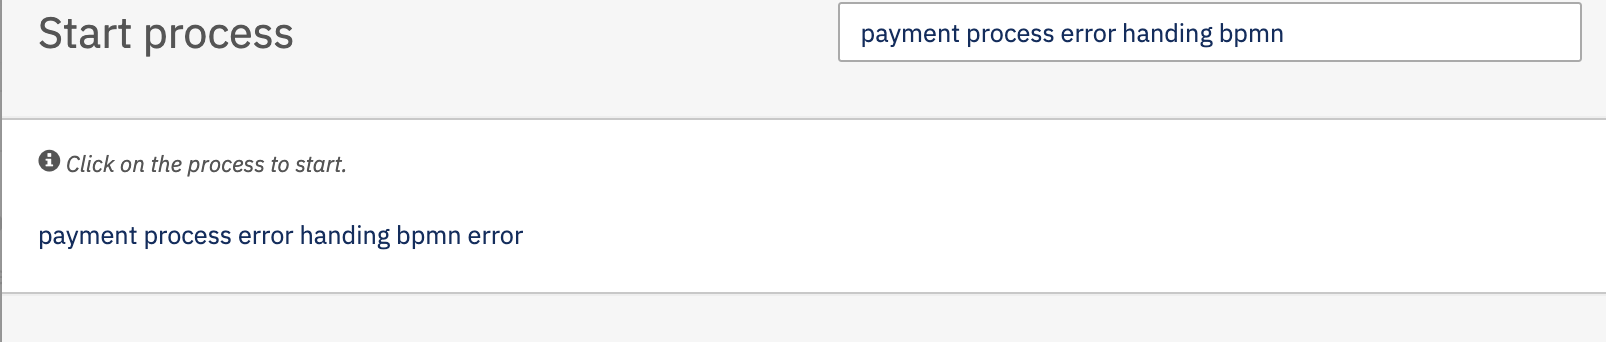 Start process
payment process error handing bpmn
Click on the process to start.
payment process error handing bpmn error